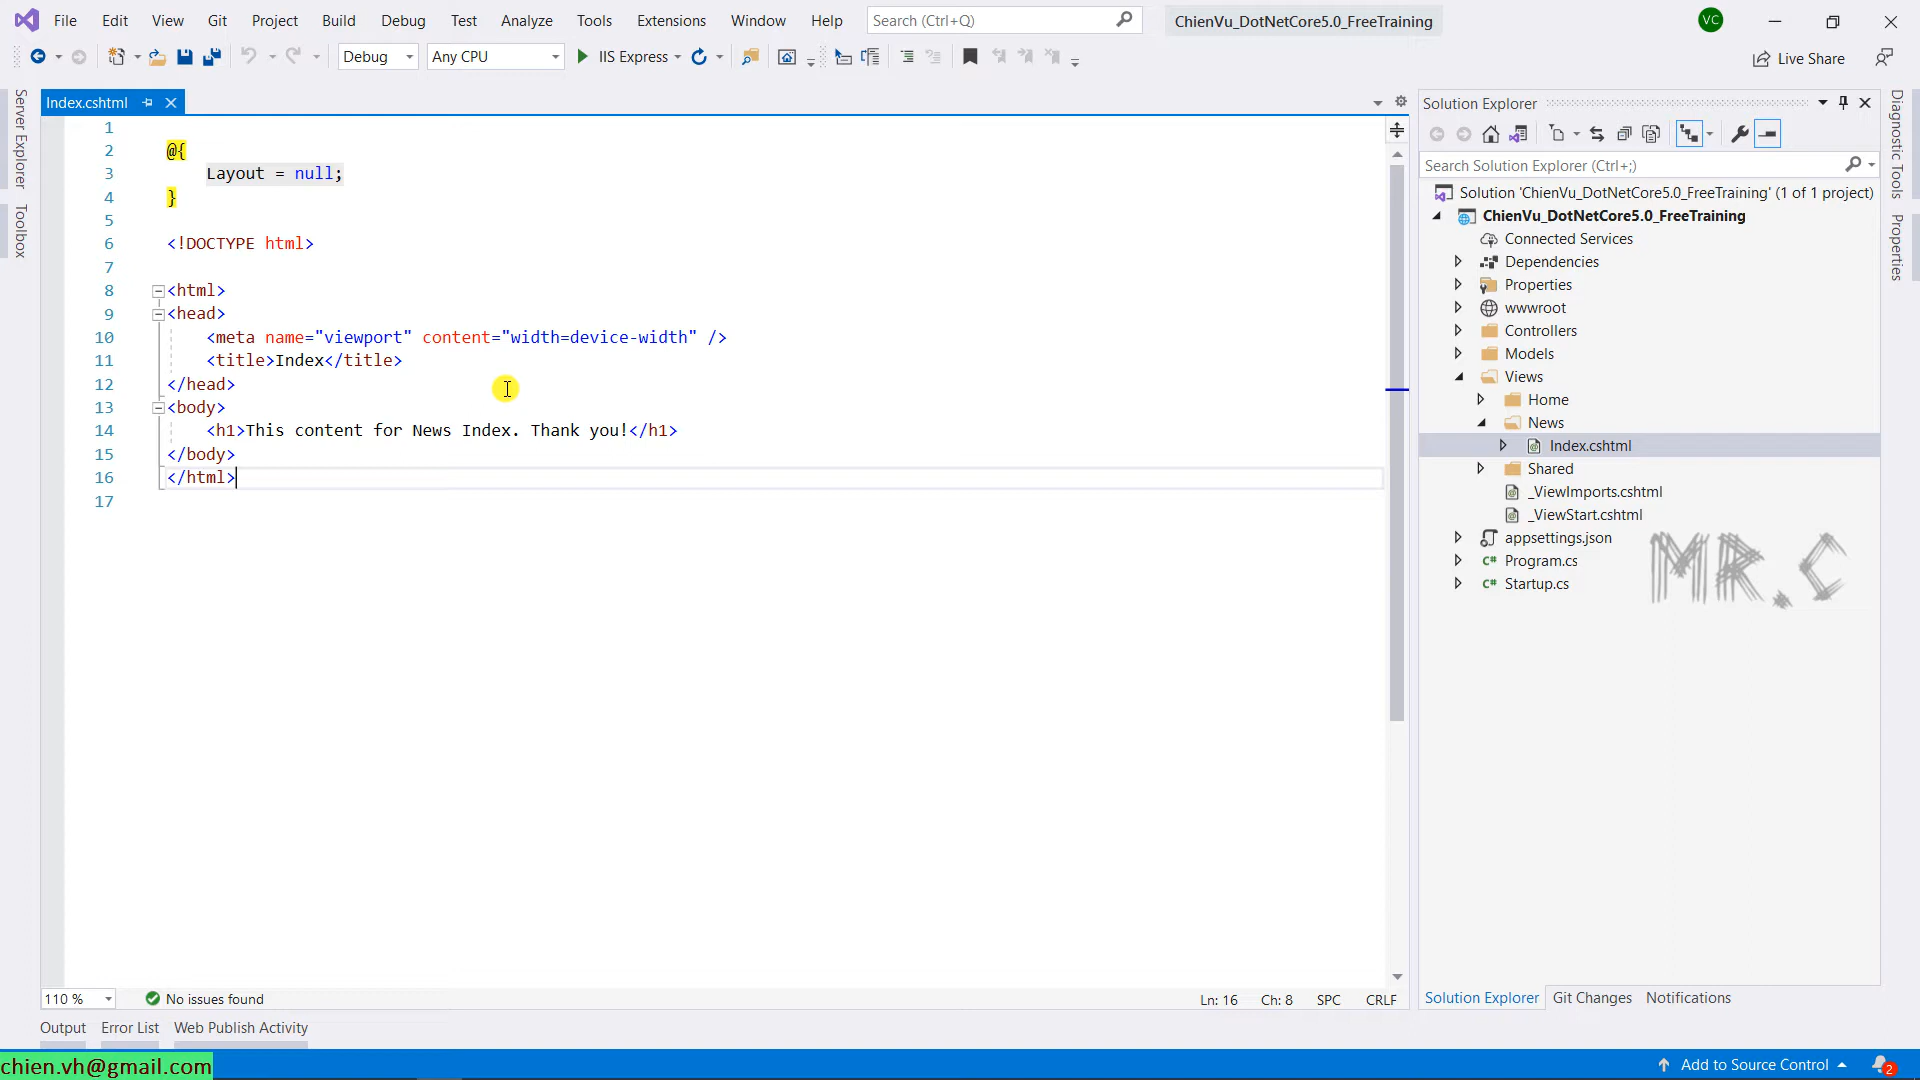 File Edit View Git Project Build Debug Test Analyze Tools Extensions Window Help Search (Ctrl+Q) ChienVu_DotNetCore5.0_FreeTraining VC
Debug Any CPU IIS Express Live Share
Server Explorer
Toolbox
Index.cshtml
1
2 @{
3 Layout = null;
4 }
5
6 <!DOCTYPE html>
7
8 <html>
9 <head>
10 <meta name="viewport" content="width=device-width" />
11 <title>Index</title>
12 </head>
13 <body>
14 <h1>This content for News Index. Thank you!</h1>
15 </body>
16 </html>
17
110 % No issues found Ln: 16 Ch: 8 SPC CRLF
Output Error List Web Publish Activity
Solution Explorer
Search Solution Explorer (Ctrl+;)
Solution 'ChienVu_DotNetCore5.0_FreeTraining' (1 of 1 project)
ChienVu_DotNetCore5.0_FreeTraining
Connected Services
Dependencies
Properties
wwwroot
Controllers
Models
Views
Home
News
Index.cshtml
Shared
_ViewImports.cshtml
_ViewStart.cshtml
appsettings.json
C# Program.cs
C# Startup.cs
MR.C
Solution Explorer Git Changes Notifications
Diagnostic Tools
Properties
chien.vh@gmail.com
Add to Source Control 2